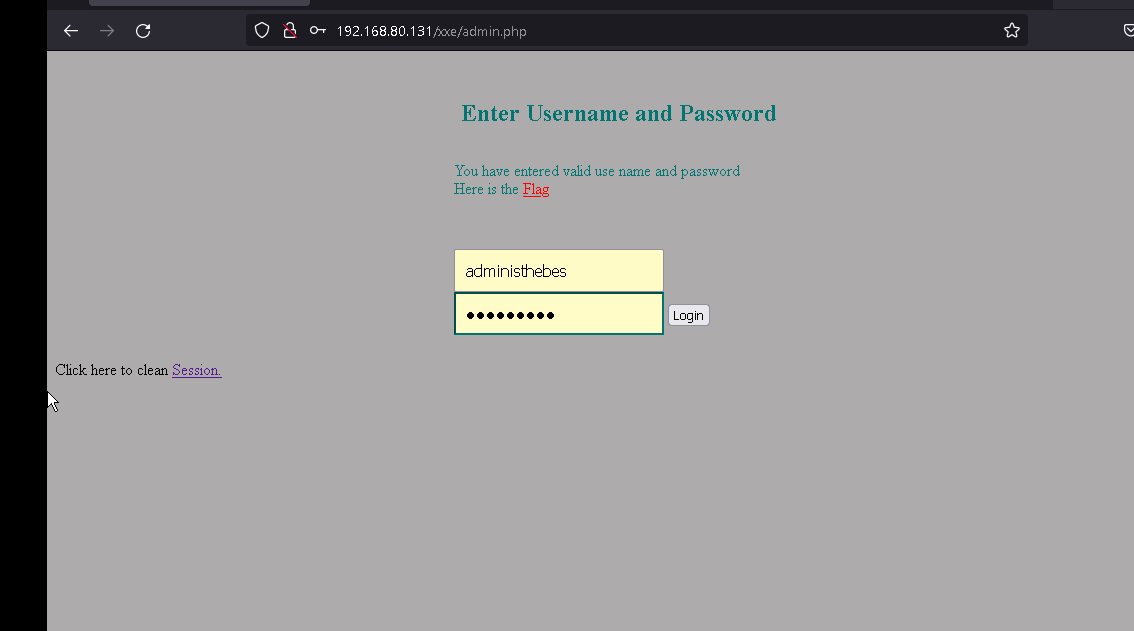 192.168.80.131/xxe/admin.php
Enter Username and Password
You have entered valid use name and password
Here is the Flag
administhebes
Login
Click here to clean Session.